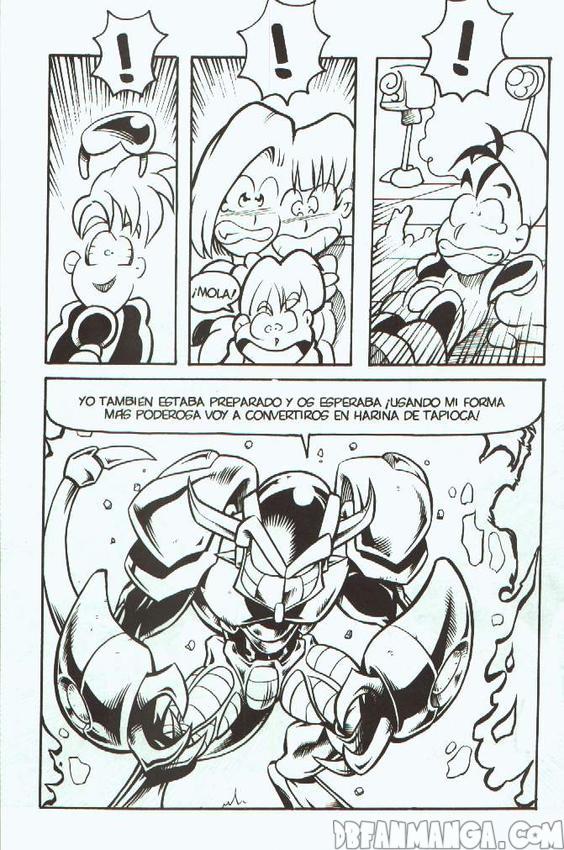 !
!
!
¡MOLA!
YO TAMBIEN ESTABA PREPARADO Y OS ESPERABA ¡USANDO MI FORMA
MAS PODEROSA VOY A CONVERTIROS EN HARINA DE TAPIOCA!
DBFANMANGA.COM